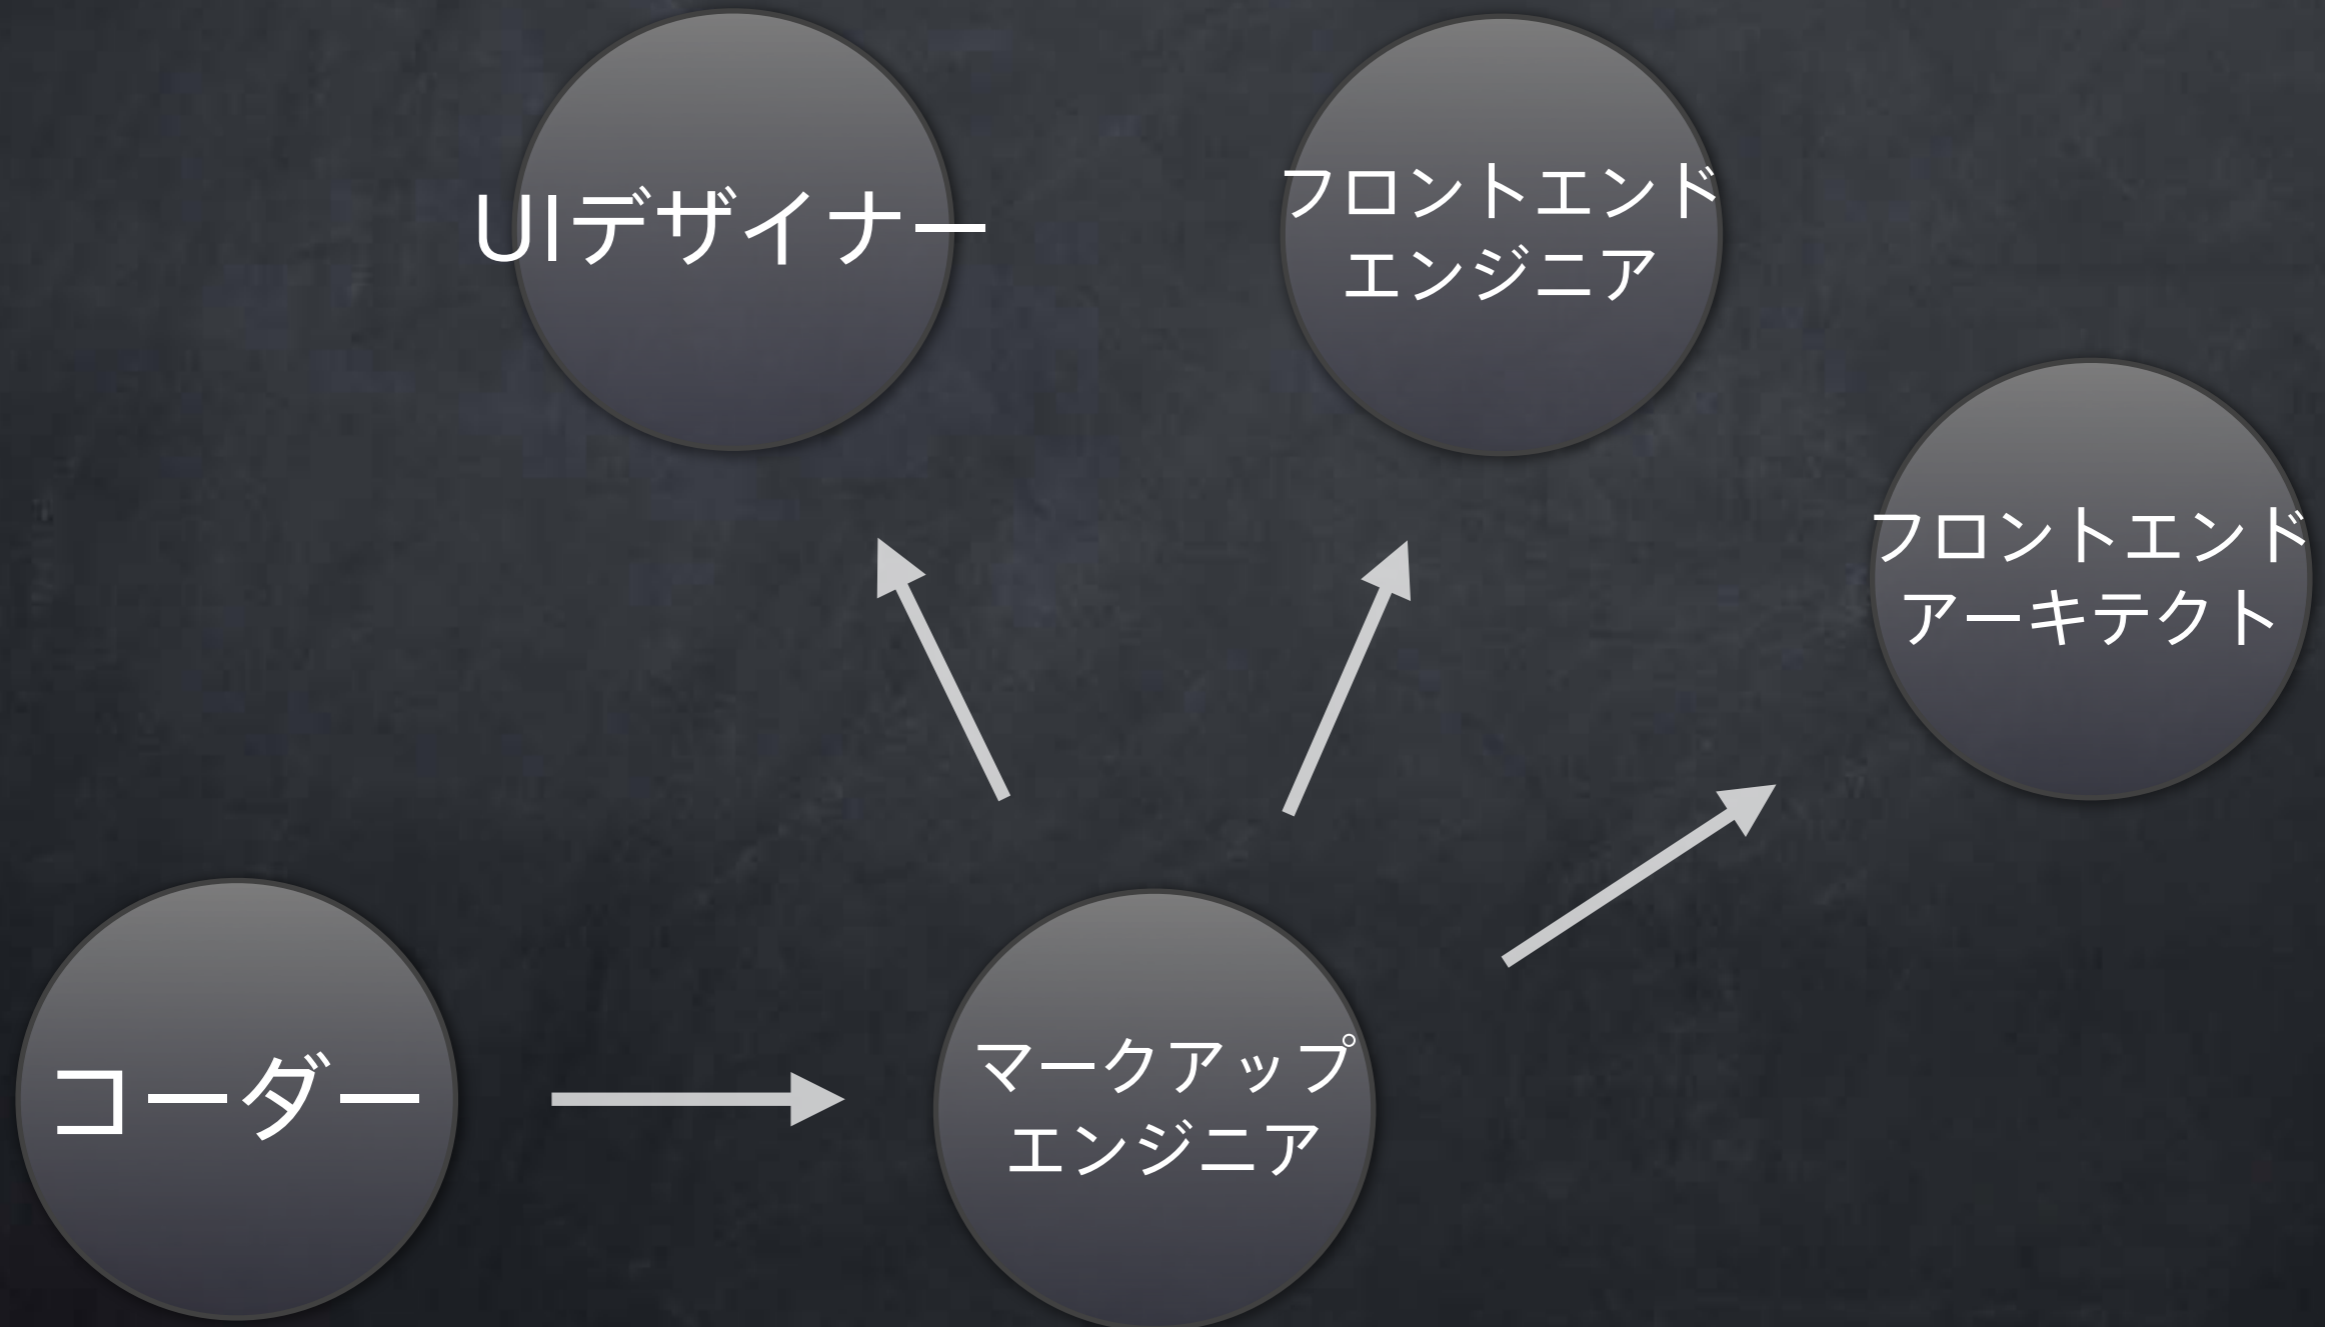 UIデザイナー
フロントエンド
エンジニア
フロントエンド
アーキテクト
コーダー
マークアップ
エンジニア